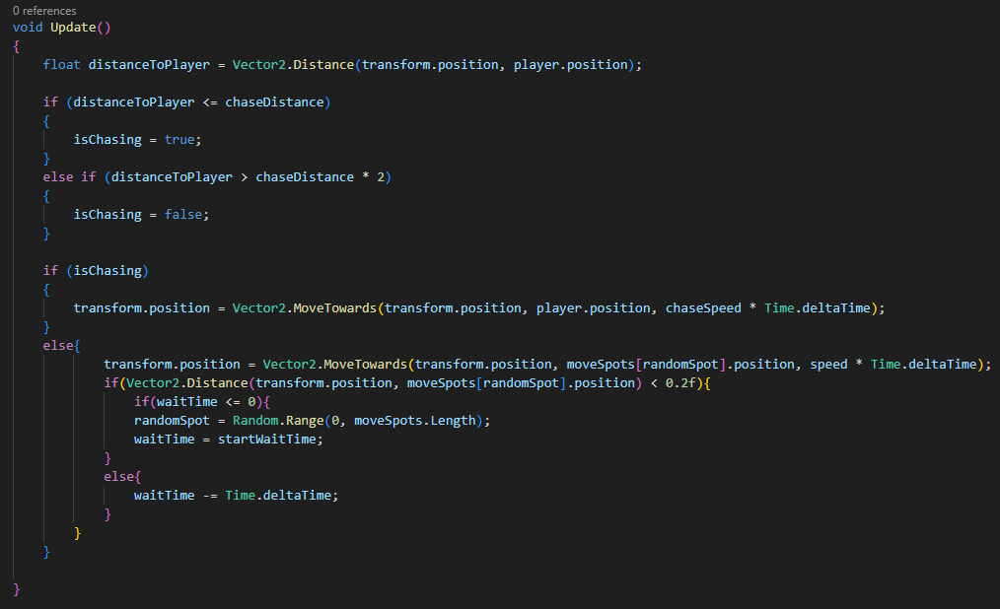 0 references
void Update()
{
    float distanceToPlayer = Vector2.Distance(transform.position, player.position);

    if (distanceToPlayer <= chaseDistance)
    {
        isChasing = true;
    }
    else if (distanceToPlayer > chaseDistance * 2)
    {
        isChasing = false;
    }

    if (isChasing)
    {
        transform.position = Vector2.MoveTowards(transform.position, player.position, chaseSpeed * Time.deltaTime);
    }
    else{
            transform.position = Vector2.MoveTowards(transform.position, moveSpots[randomSpot].position, speed * Time.deltaTime);
            if(Vector2.Distance(transform.position, moveSpots[randomSpot].position) < 0.2f){
                if(waitTime <= 0){
                randomSpot = Random.Range(0, moveSpots.Length);
                waitTime = startWaitTime;
            }
            else{
                waitTime -= Time.deltaTime;
            }
        }
    }

}